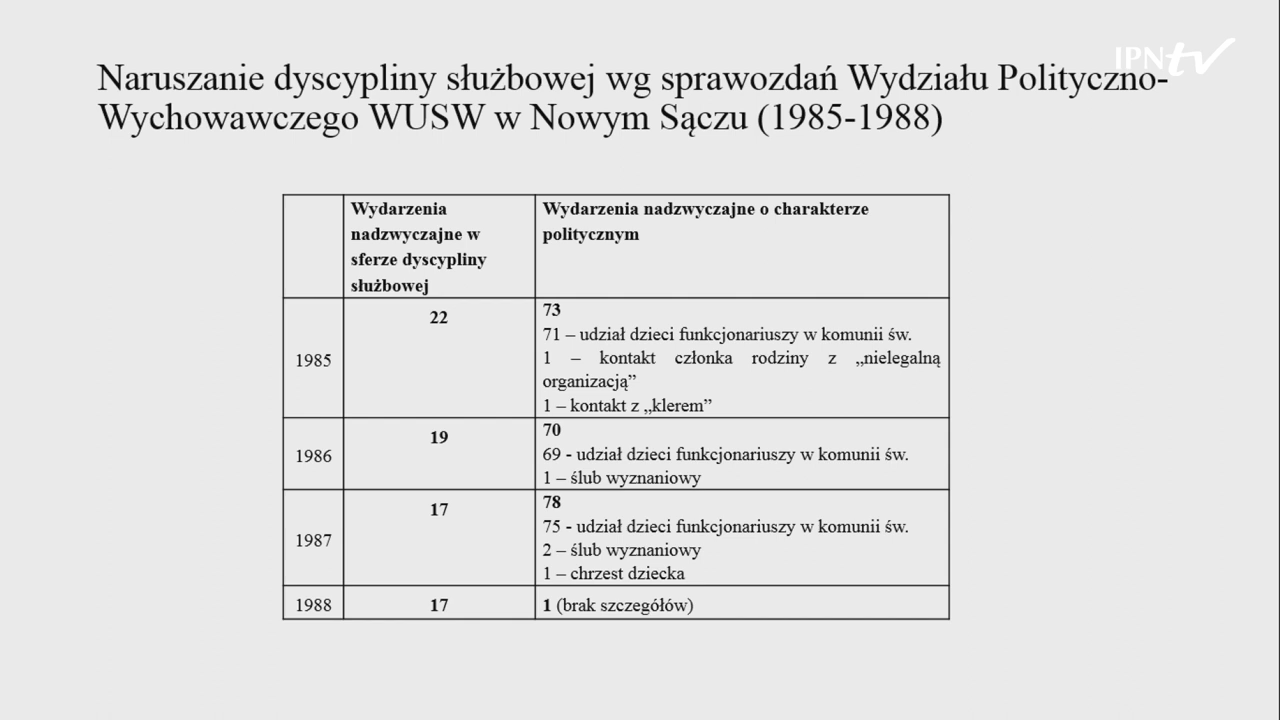 IPNtv
Naruszanie dyscypliny służbowej wg sprawozdań Wydziału Polityczno-
Wychowawczego WUSW w Nowym Sączu (1985-1988)
Wydarzenia
nadzwyczajne w
sferze dyscypliny
służbowej
Wydarzenia nadzwyczajne o charakterze
politycznym
1985
22
73
71 – udział dzieci funkcjonariuszy w komunii św.
1 – kontakt członka rodziny z „nielegalną
organizacją”
1 – kontakt z „klerem”
1986
19
70
69 - udział dzieci funkcjonariuszy w komunii św.
1 – ślub wyznaniowy
1987
17
78
75 - udział dzieci funkcjonariuszy w komunii św.
2 – ślub wyznaniowy
1 – chrzest dziecka
1988
17
1 (brak szczegółów)